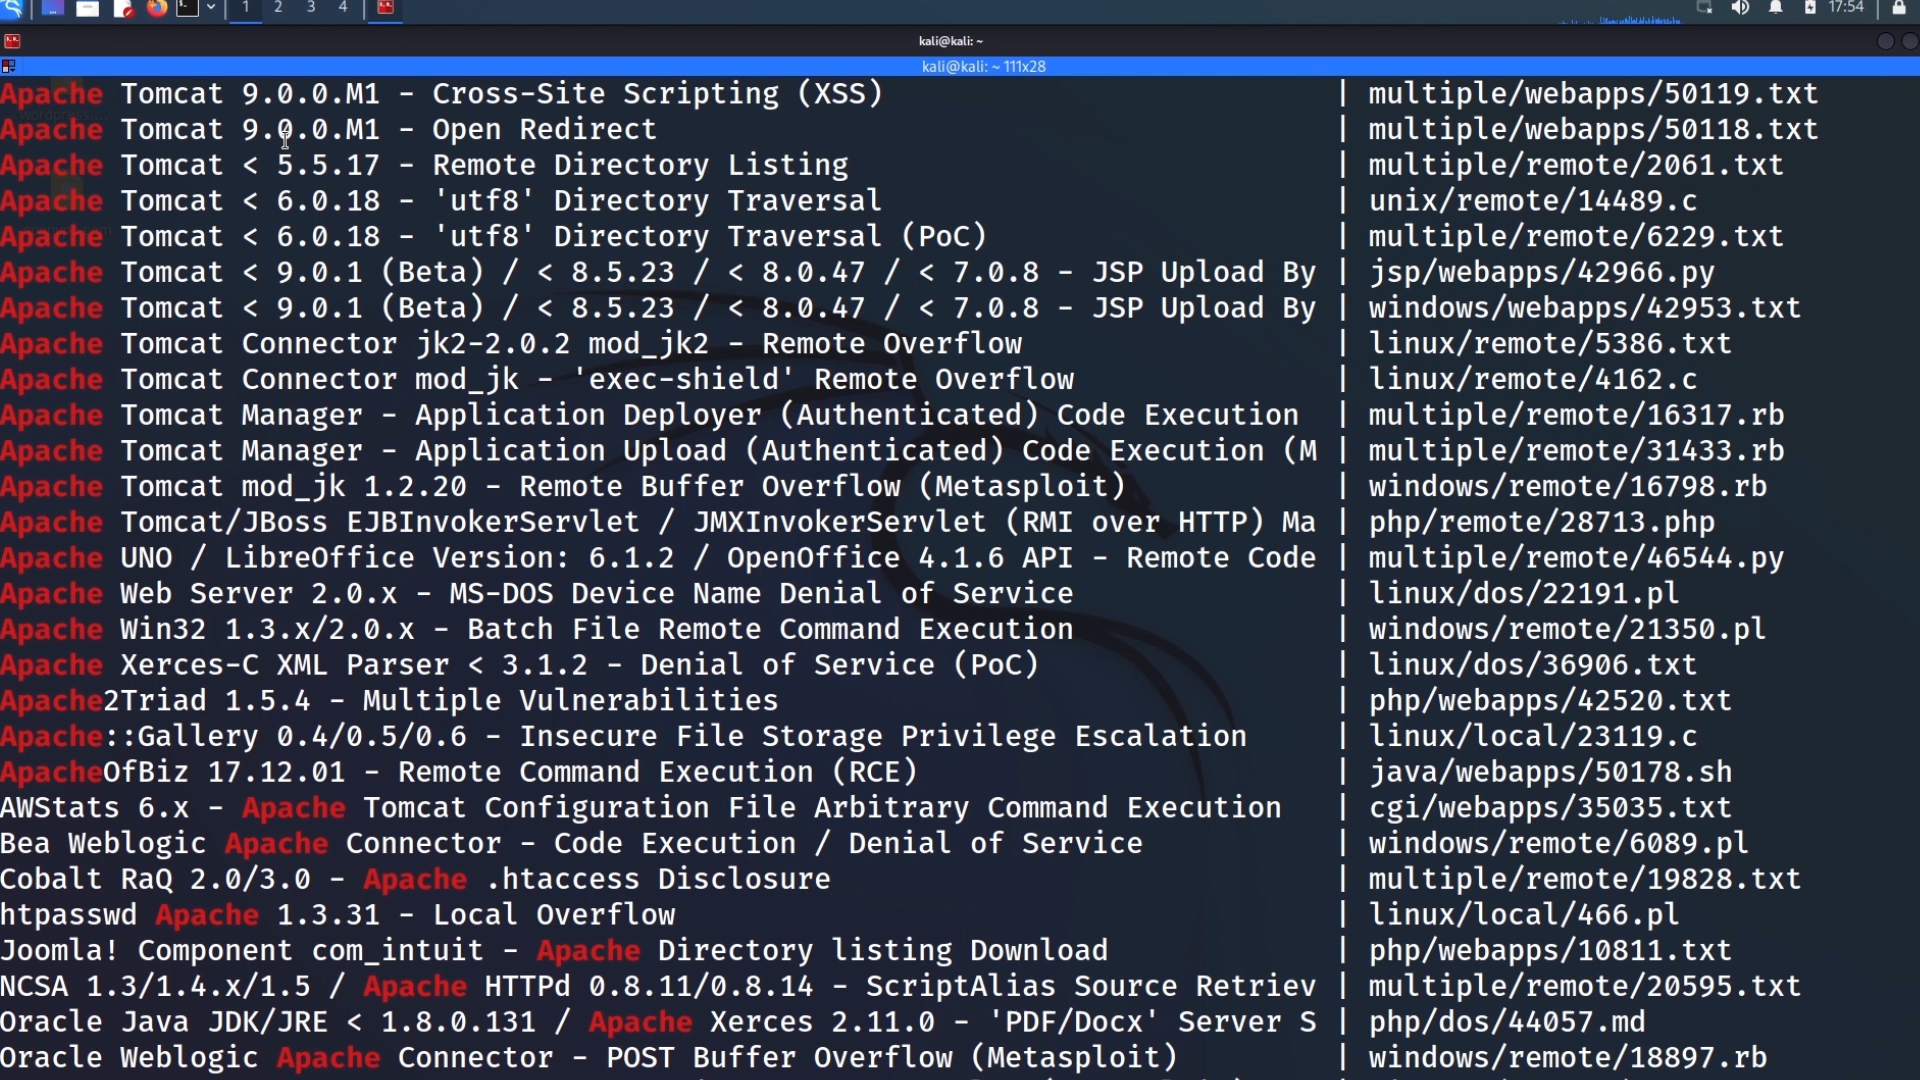 1 2 3 4 17:54
kali@kali: ~
kali@kali: ~ 111x28
Apache Tomcat 9.0.0.M1 - Cross-Site Scripting (XSS) | multiple/webapps/50119.txt
Apache Tomcat 9.0.0.M1 - Open Redirect | multiple/webapps/50118.txt
Apache Tomcat < 5.5.17 - Remote Directory Listing | multiple/remote/2061.txt
Apache Tomcat < 6.0.18 - 'utf8' Directory Traversal | unix/remote/14489.c
Apache Tomcat < 6.0.18 - 'utf8' Directory Traversal (PoC) | multiple/remote/6229.txt
Apache Tomcat < 9.0.1 (Beta) / < 8.5.23 / < 8.0.47 / < 7.0.8 - JSP Upload By | jsp/webapps/42966.py
Apache Tomcat < 9.0.1 (Beta) / < 8.5.23 / < 8.0.47 / < 7.0.8 - JSP Upload By | windows/webapps/42953.txt
Apache Tomcat Connector jk2-2.0.2 mod_jk2 - Remote Overflow | linux/remote/5386.txt
Apache Tomcat Connector mod_jk - 'exec-shield' Remote Overflow | linux/remote/4162.c
Apache Tomcat Manager - Application Deployer (Authenticated) Code Execution | multiple/remote/16317.rb
Apache Tomcat Manager - Application Upload (Authenticated) Code Execution (M | multiple/remote/31433.rb
Apache Tomcat mod_jk 1.2.20 - Remote Buffer Overflow (Metasploit) | windows/remote/16798.rb
Apache Tomcat/JBoss EJBInvokerServlet / JMXInvokerServlet (RMI over HTTP) Ma | php/remote/28713.php
Apache UNO / LibreOffice Version: 6.1.2 / OpenOffice 4.1.6 API - Remote Code | multiple/remote/46544.py
Apache Web Server 2.0.x - MS-DOS Device Name Denial of Service | linux/dos/22191.pl
Apache Win32 1.3.x/2.0.x - Batch File Remote Command Execution | windows/remote/21350.pl
Apache Xerces-C XML Parser < 3.1.2 - Denial of Service (PoC) | linux/dos/36906.txt
Apache2Triad 1.5.4 - Multiple Vulnerabilities | php/webapps/42520.txt
Apache::Gallery 0.4/0.5/0.6 - Insecure File Storage Privilege Escalation | linux/local/23119.c
ApacheOfBiz 17.12.01 - Remote Command Execution (RCE) | java/webapps/50178.sh
AWStats 6.x - Apache Tomcat Configuration File Arbitrary Command Execution | cgi/webapps/35035.txt
Bea Weblogic Apache Connector - Code Execution / Denial of Service | windows/remote/6089.pl
Cobalt RaQ 2.0/3.0 - Apache .htaccess Disclosure | multiple/remote/19828.txt
htpasswd Apache 1.3.31 - Local Overflow | linux/local/466.pl
Joomla! Component com_intuit - Apache Directory listing Download | php/webapps/10811.txt
NCSA 1.3/1.4.x/1.5 / Apache HTTPd 0.8.11/0.8.14 - ScriptAlias Source Retriev | multiple/remote/20595.txt
Oracle Java JDK/JRE < 1.8.0.131 / Apache Xerces 2.11.0 - 'PDF/Docx' Server S | php/dos/44057.md
Oracle Weblogic Apache Connector - POST Buffer Overflow (Metasploit) | windows/remote/18897.rb